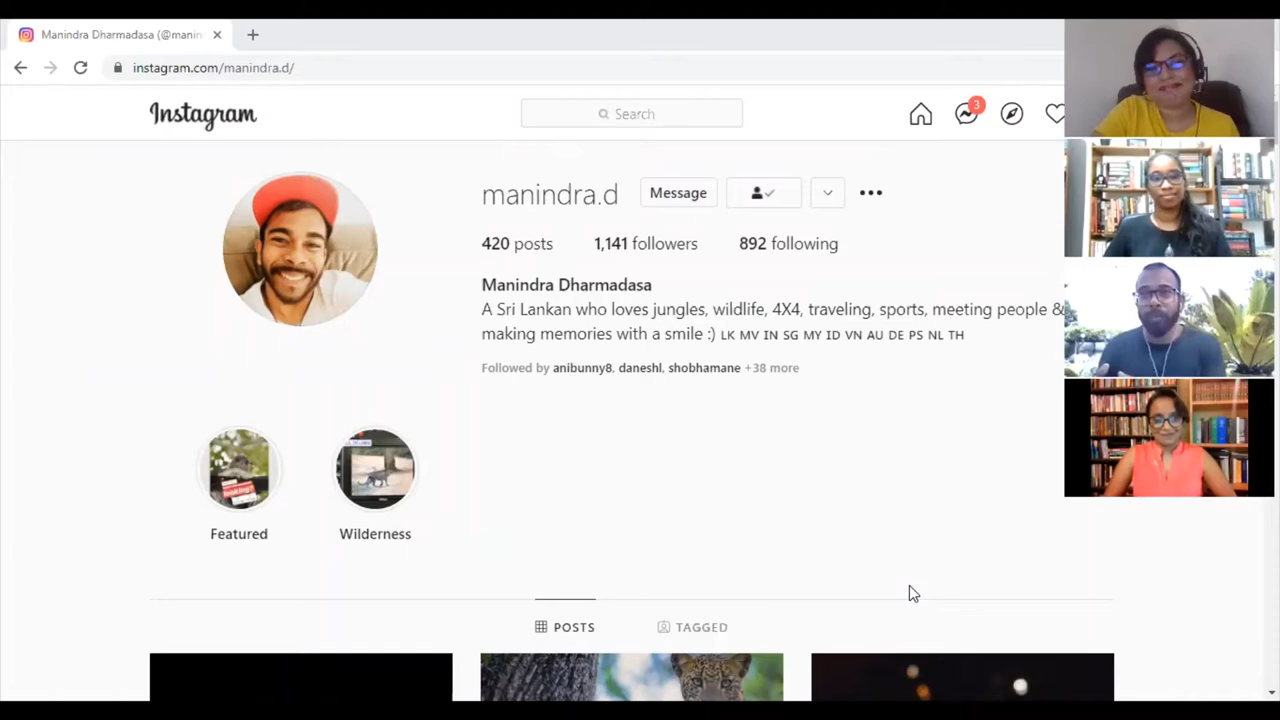 Manindra Dharmadasa (@manin
instagram.com/manindra.d/
Instagram
Search
3
manindra.d
Message
420 posts 1,141 followers 892 following
Manindra Dharmadasa
A Sri Lankan who loves jungles, wildlife, 4X4, traveling, sports, meeting people &
making memories with a smile :) LK MV IN SG MY ID VN AU DE PS NL TH
Followed by anibunny8, daneshl, shobhamane +38 more
Featured
Wilderness
POSTS
TAGGED